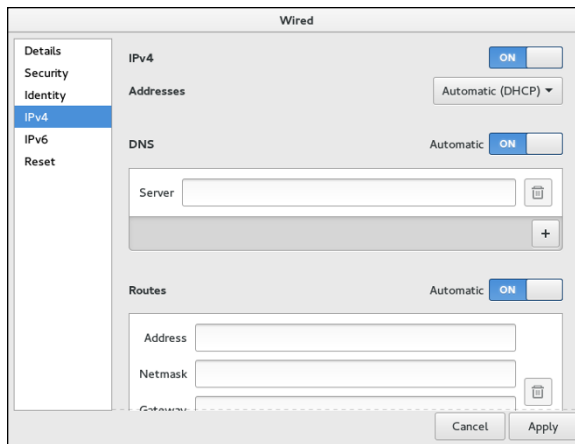 Wired
Details
Security
Identity
IPv4
IPv6
Reset
IPv4 ON
Addresses Automatic (DHCP)
DNS Automatic ON
Server
+
Routes Automatic ON
Address
Netmask
Gateway
Cancel Apply